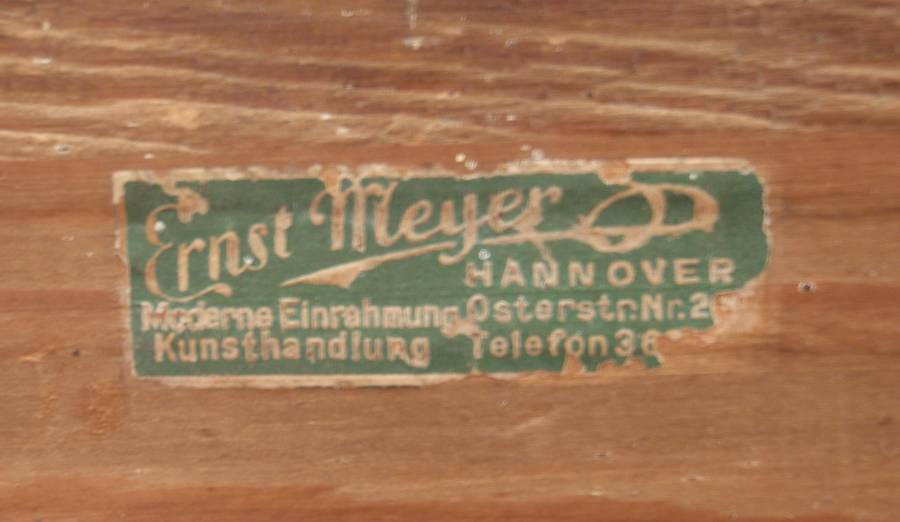 Ernst Meyer
HANNOVER
Moderne Einrahmung
Kunsthandlung
Osterstr. Nr. 2
Telefon 36